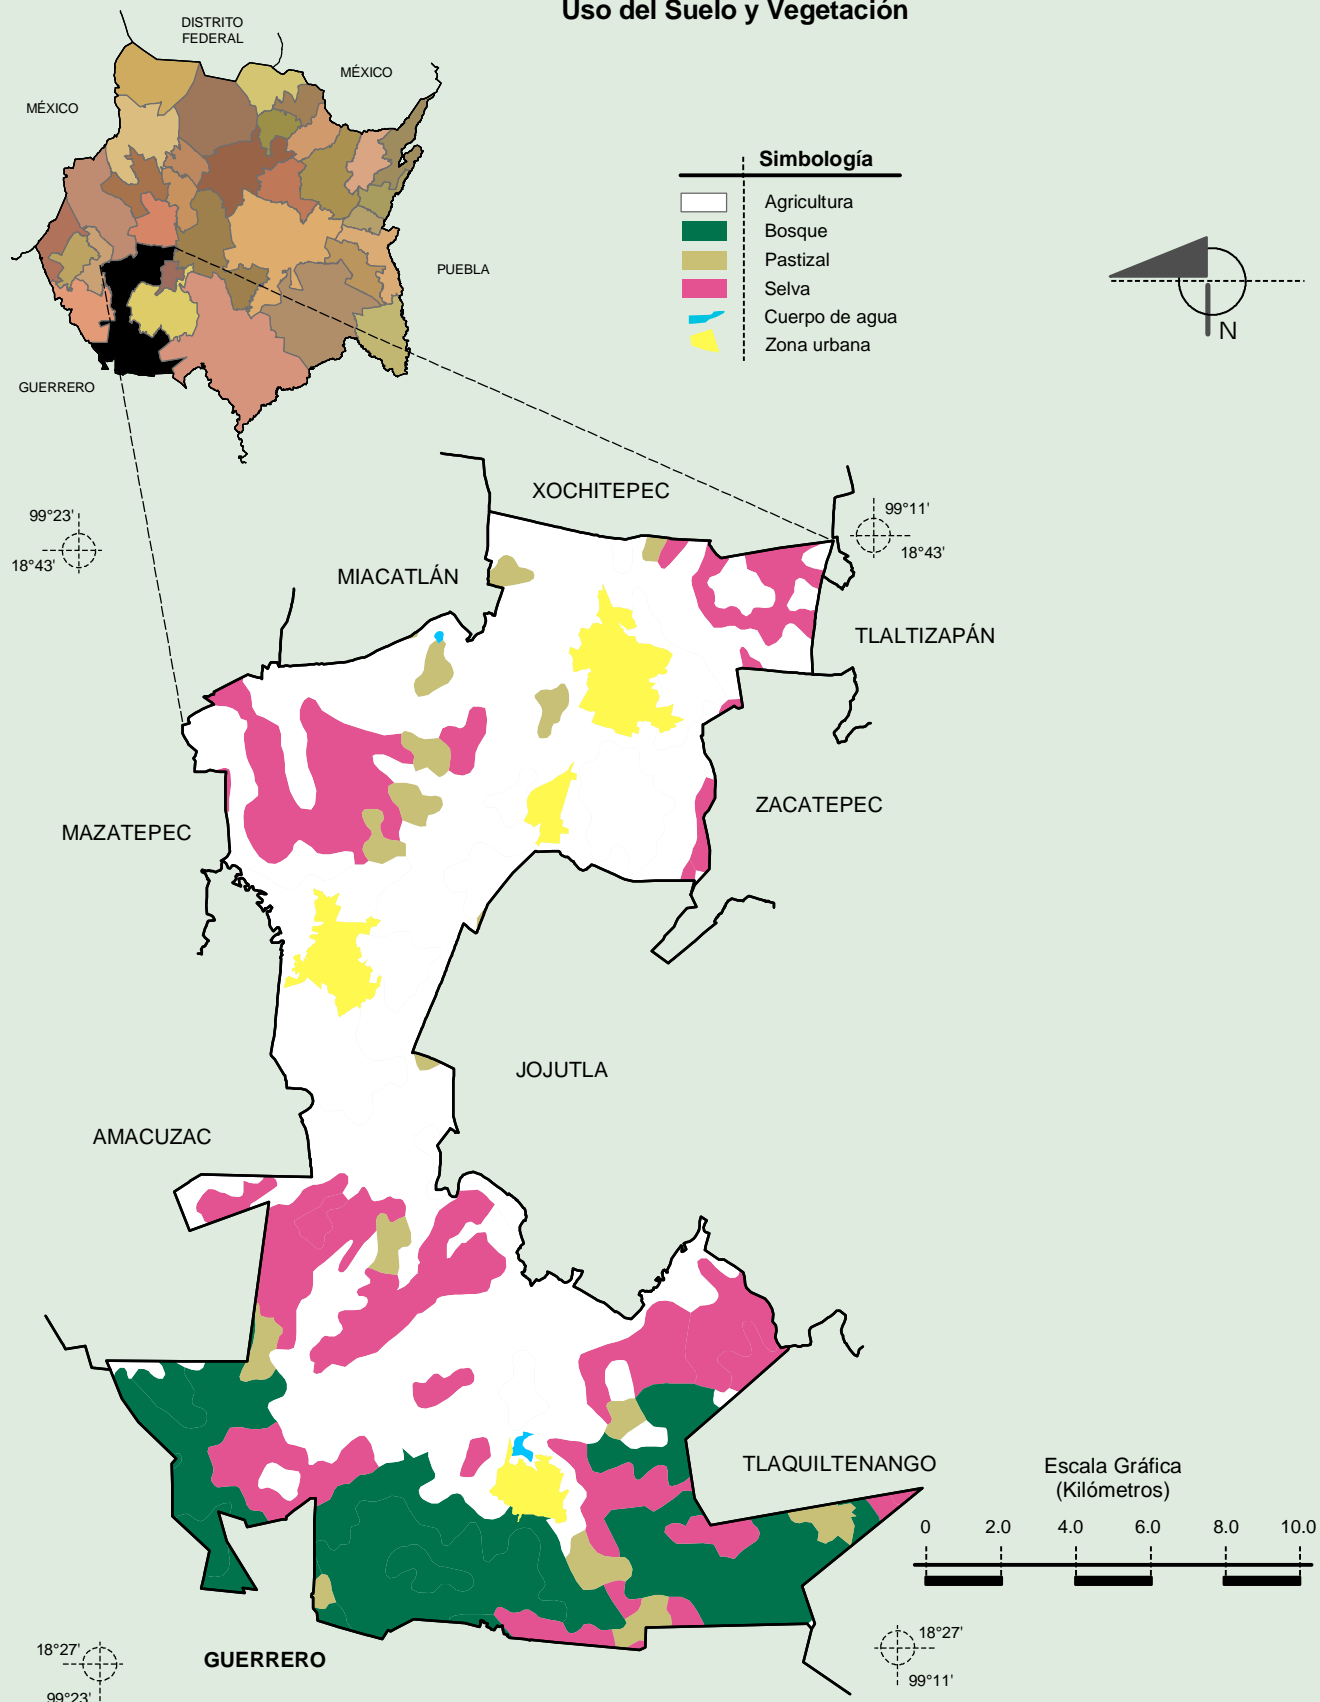 Uso del Suelo y Vegetación
DISTRITO
FEDERAL
MÉXICO
MÉXICO
PUEBLA
GUERRERO
Simbología
Agricultura
Bosque
Pastizal
Selva
Cuerpo de agua
Zona urbana
N
XOCHITEPEC
99°23'
18°43'
99°11'
18°43'
MIACATLÁN
TLALTIZAPÁN
MAZATEPEC
ZACATEPEC
JOJUTLA
AMACUZAC
TLAQUILTENANGO
Escala Gráfica
(Kilómetros)
0 2.0 4.0 6.0 8.0 10.0
18°27'
99°23'
GUERRERO
18°27'
99°11'